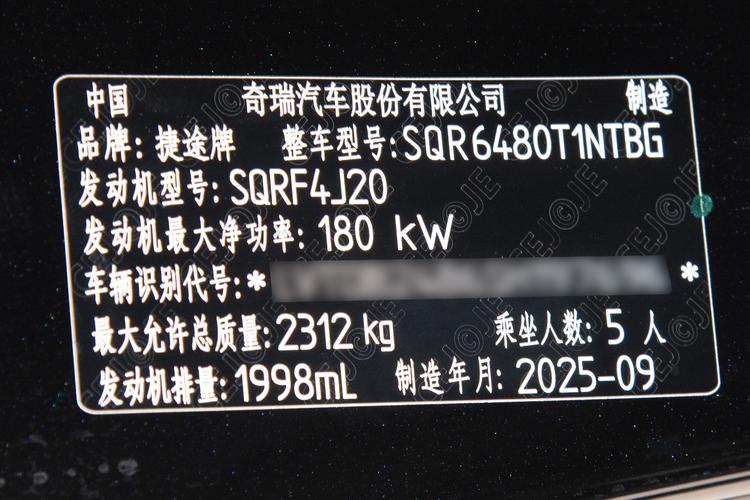 中国 奇瑞汽车股份有限公司 制造
品牌:捷途牌 整车型号:SQR6480T1NTBG
发动机型号:SQRF4J20
发动机最大净功率:180 kW
车辆识别代号:* *
最大允许总质量:2312kg 乘坐人数:5 人
发动机排量:1998mL 制造年月:2025-09